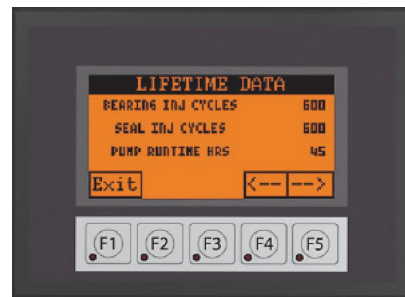 LIFETIME DATA
BEARING INJ CYCLES 600
SEAL INJ CYCLES 600
PUMP RUNTIME HRS 45
Exit <-- -->
F1 F2 F3 F4 F5